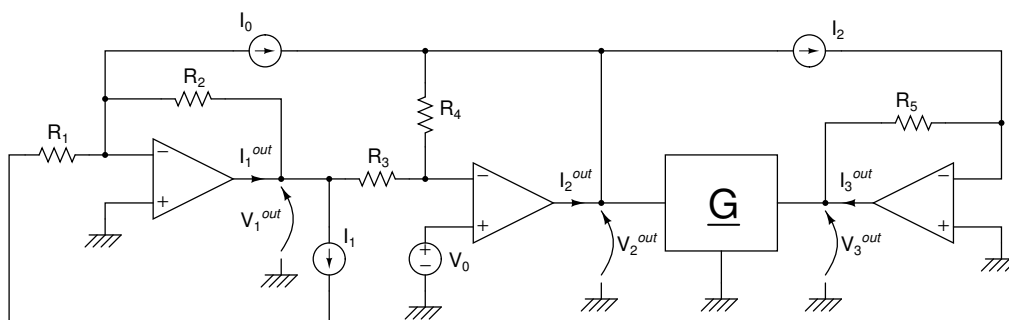 I0
I2
R2
R4
R5
R1
R3
I1out
I2out
I3out
G
V1out
I1
V0
V2out
V3out
− + − + − +
+ −